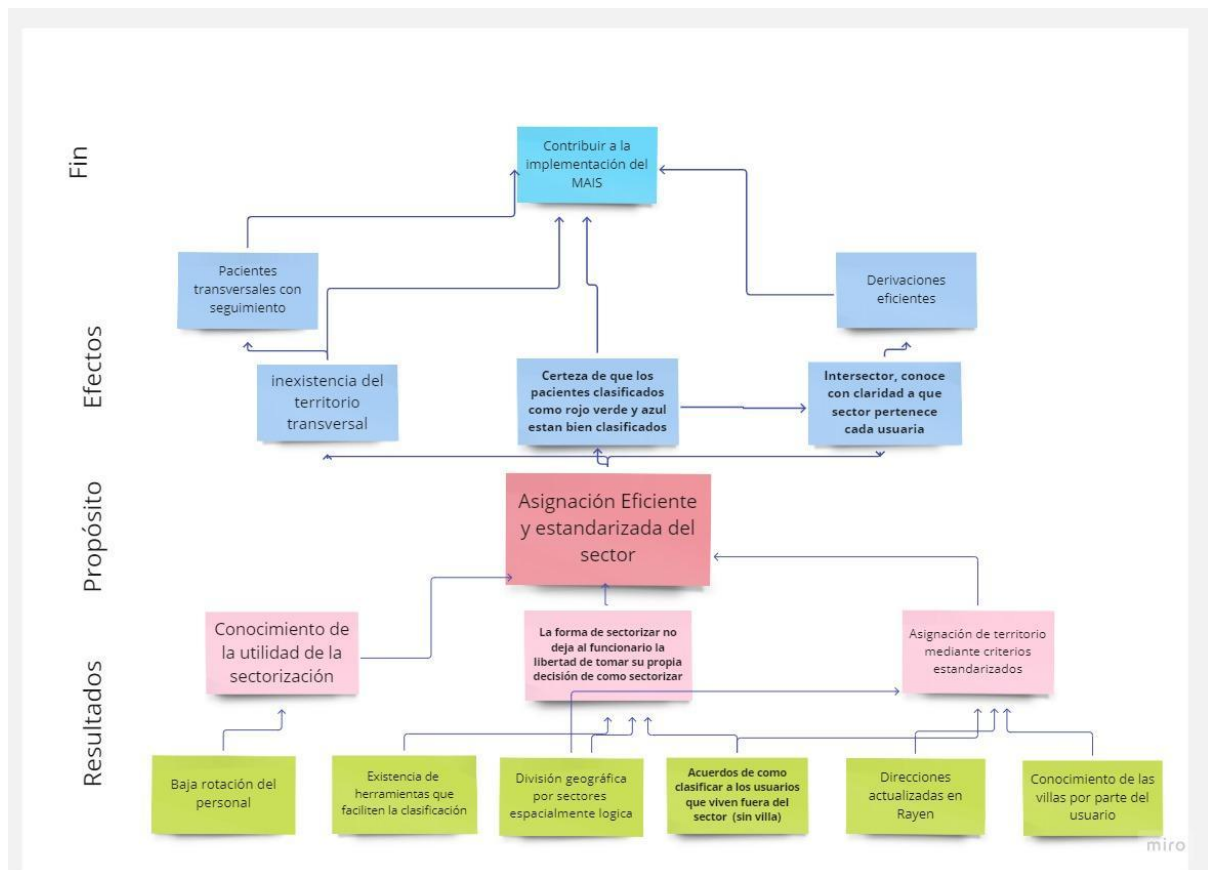 Fin
Contribuir a la
implementación del
MAIS
Efectos
Pacientes
transversales con
seguimiento
Derivaciones
eficientes
inexistencia del
territorio
transversal
Certeza de que los
pacientes clasificados
como rojo verde y azul
estan bien clasificados
Intersector, conoce
con claridad a que
sector pertenece
cada usuaria
Propósito
Asignación Eficiente
y estandarizada del
sector
Resultados
Conocimiento de
la utilidad de la
sectorización
La forma de sectorizar no
deja al funcionario la
libertad de tomar su propia
decisión de como sectorizar
Asignación de territorio
mediante criterios
estandarizados
Baja rotación del
personal
Existencia de
herramientas que
faciliten la clasificación
División geográfica
por sectores
espacialmente logica
Acuerdos de como
clasificar a los usuarios
que viven fuera del
sector (sin villa)
Direcciones
actualizadas en
Rayen
Conocimiento de las
villas por parte del
usuario
miro